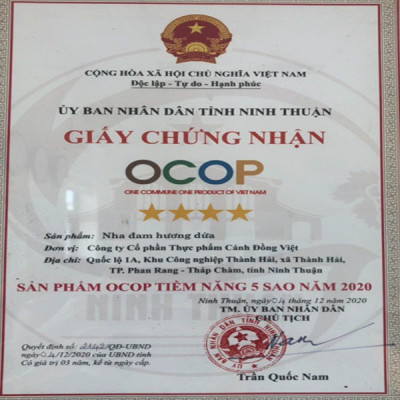 CỘNG HÒA XÃ HỘI CHỦ NGHĨA VIỆT NAM
Độc lập - Tự do - Hạnh phúc
ỦY BAN NHÂN DÂN TỈNH NINH THUẬN
GIẤY CHỨNG NHẬN
OCOP
ONE COMMUNE ONE PRODUCT OF VIET NAM
Sản phẩm: Nha đam hương dừa
Đơn vị: Công ty Cổ phần Thực phẩm Cánh Đồng Việt
Địa chỉ: Quốc lộ 1A, Khu Công nghiệp Thành Hải, xã Thành Hải,
TP. Phan Rang - Tháp Chàm, tỉnh Ninh Thuận
SẢN PHẨM OCOP TIỀM NĂNG 5 SAO NĂM 2020
Ninh Thuận, ngày 24 tháng 12 năm 2020
TM. ỦY BAN NHÂN DÂN
CHỦ TỊCH
Quyết định số: /QĐ-UBND
ngày 24/12/2020 của UBND tỉnh
Có giá trị 03 năm, kể từ ngày cấp.
Trần Quốc Nam